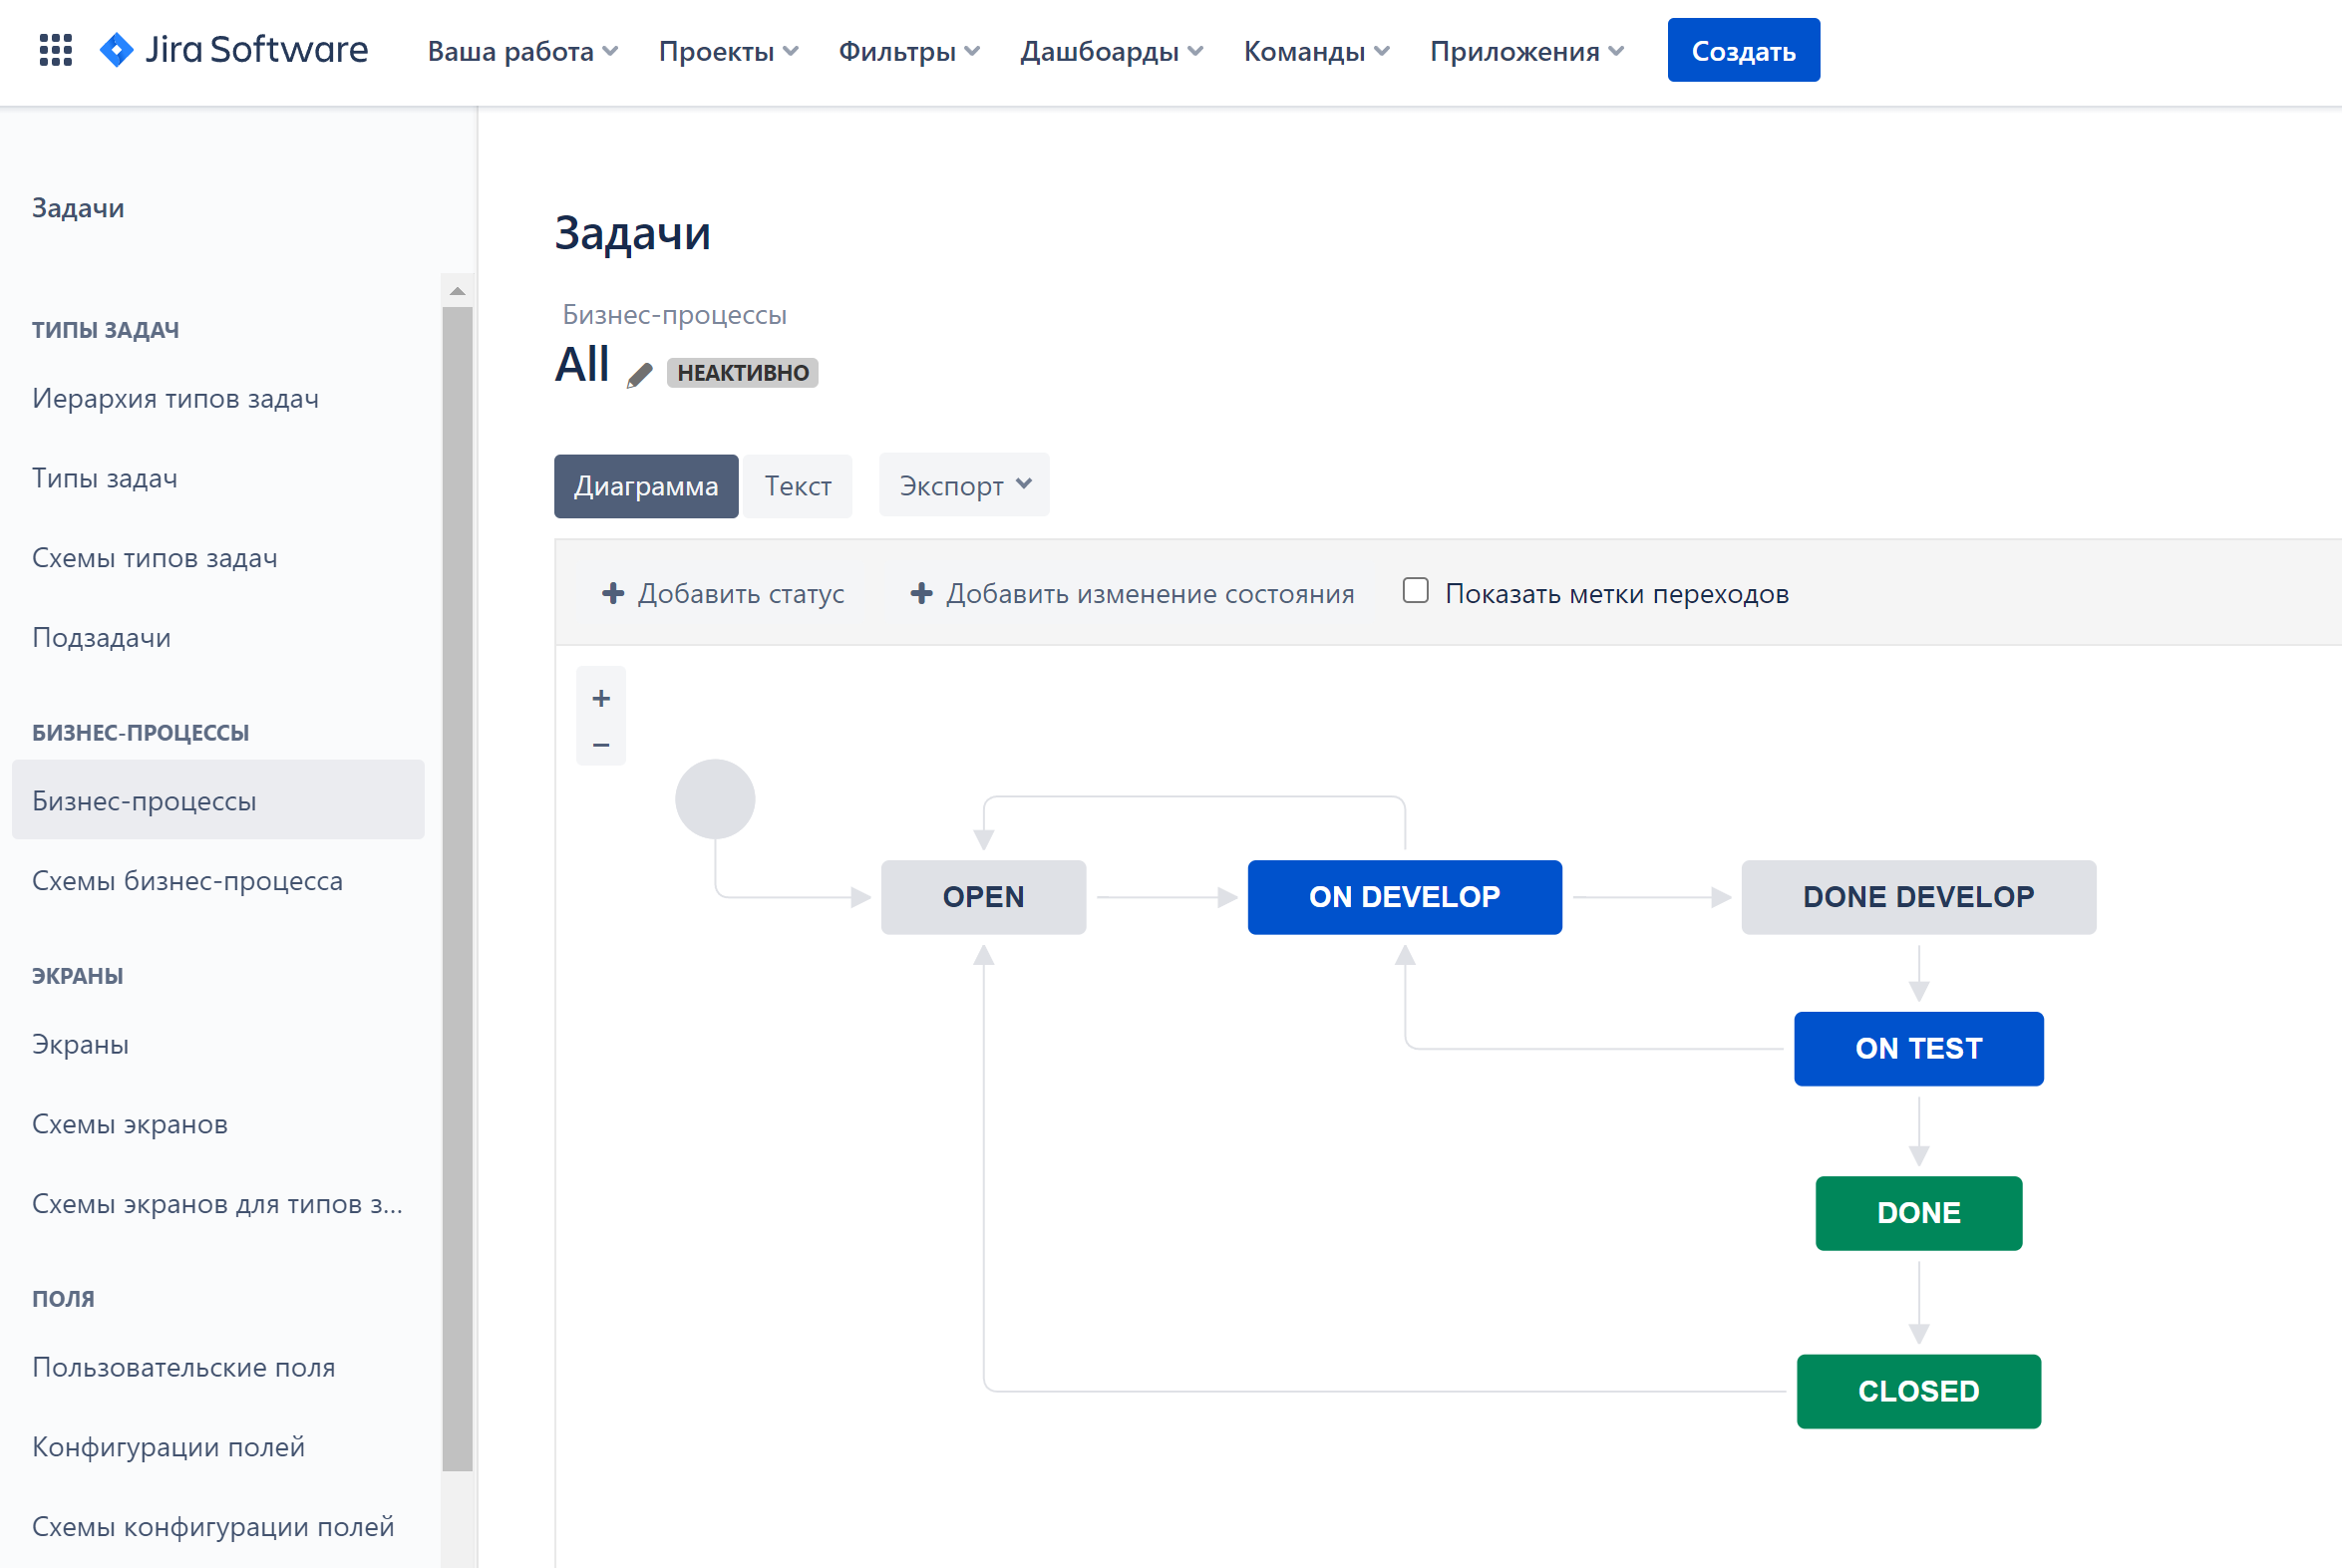 Jira Software Ваша работа Проекты Фильтры Дашбоарды Команды Приложения Создать
Задачи
ТИПЫ ЗАДАЧ
Иерархия типов задач
Типы задач
Схемы типов задач
Подзадачи
БИЗНЕС-ПРОЦЕССЫ
Бизнес-процессы
Схемы бизнес-процесса
ЭКРАНЫ
Экраны
Схемы экранов
Схемы экранов для типов з...
ПОЛЯ
Пользовательские поля
Конфигурации полей
Схемы конфигурации полей
Задачи
Бизнес-процессы
All НЕАКТИВНО
Диаграмма Текст Экспорт
Добавить статус Добавить изменение состояния Показать метки переходов
+
−
OPEN ON DEVELOP DONE DEVELOP
ON TEST
DONE
CLOSED